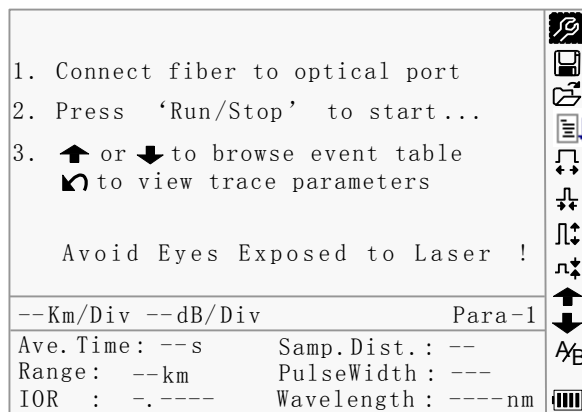 1. Connect fiber to optical port
2. Press ‘Run/Stop’ to start...
3. ↑ or ↓ to browse event table
to view trace parameters
Avoid Eyes Exposed to Laser !
--Km/Div --dB/Div Para-1
Ave.Time: --s Samp.Dist.: --
Range: --km PulseWidth: ---
IOR : -.---- Wavelength: ----nm
A/B